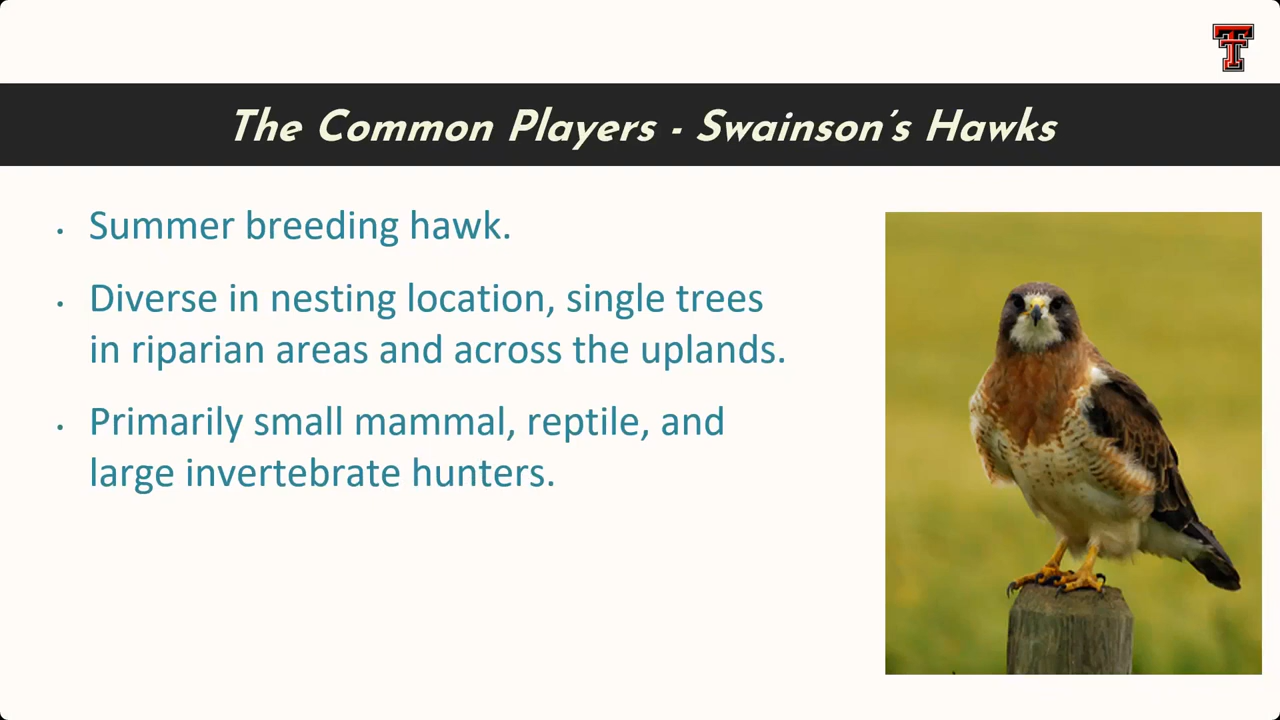 The Common Players - Swainson's Hawks
• Summer breeding hawk.
• Diverse in nesting location, single trees
in riparian areas and across the uplands.
• Primarily small mammal, reptile, and
large invertebrate hunters.